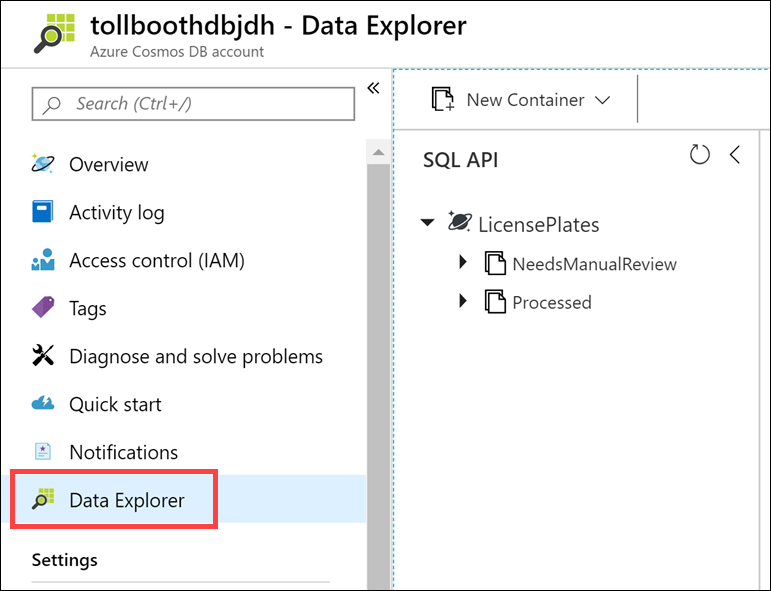 tollboothdbjdh - Data Explorer
Azure Cosmos DB account
Search (Ctrl+/)
Overview
Activity log
Access control (IAM)
Tags
Diagnose and solve problems
Quick start
Notifications
Data Explorer
Settings
New Container
SQL API
LicensePlates
NeedsManualReview
Processed